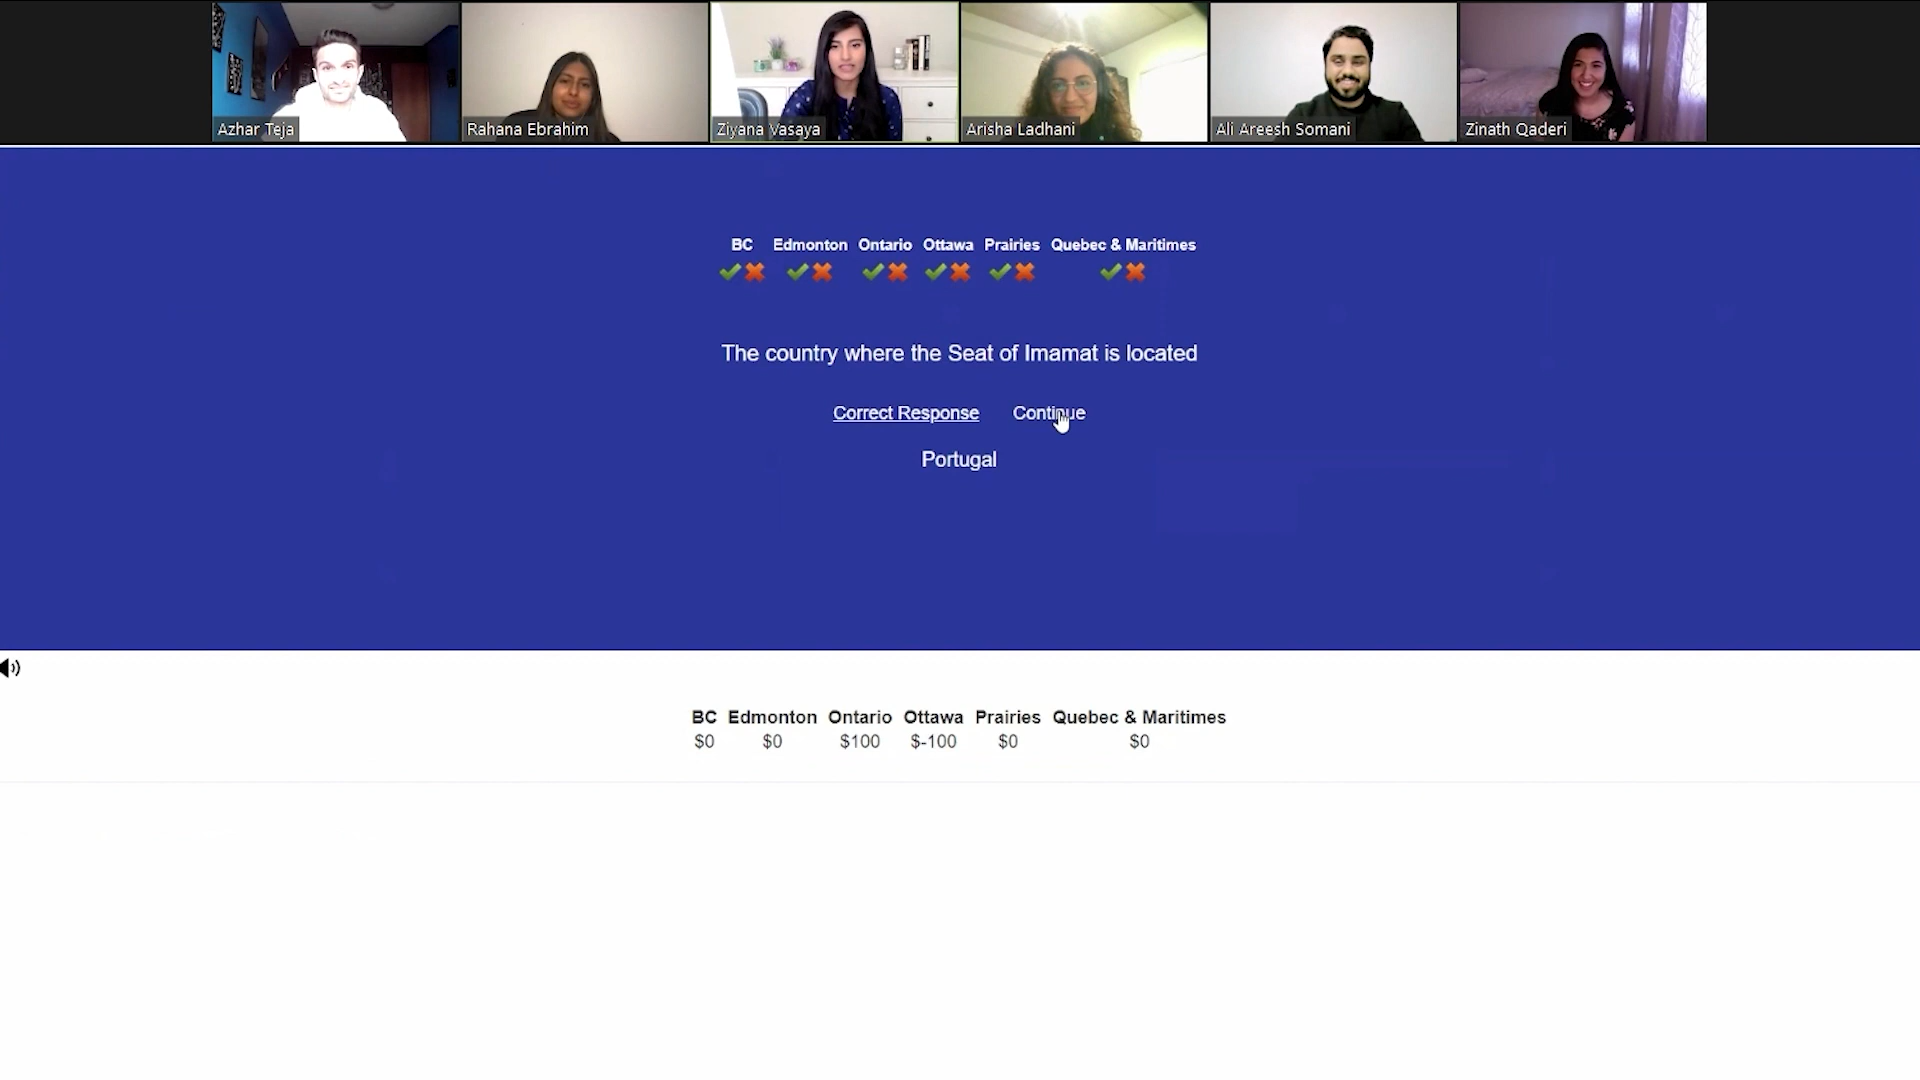 Azhar Teja
Rahana Ebrahim
Ziyana Vasaya
Arisha Ladhani
Ali Areesh Somani
Zinath Qaderi
BC Edmonton Ontario Ottawa Prairies Quebec & Maritimes
The country where the Seat of Imamat is located
Correct Response Continue
Portugal
BC Edmonton Ontario Ottawa Prairies Quebec & Maritimes
$0 $0 $100 $-100 $0 $0